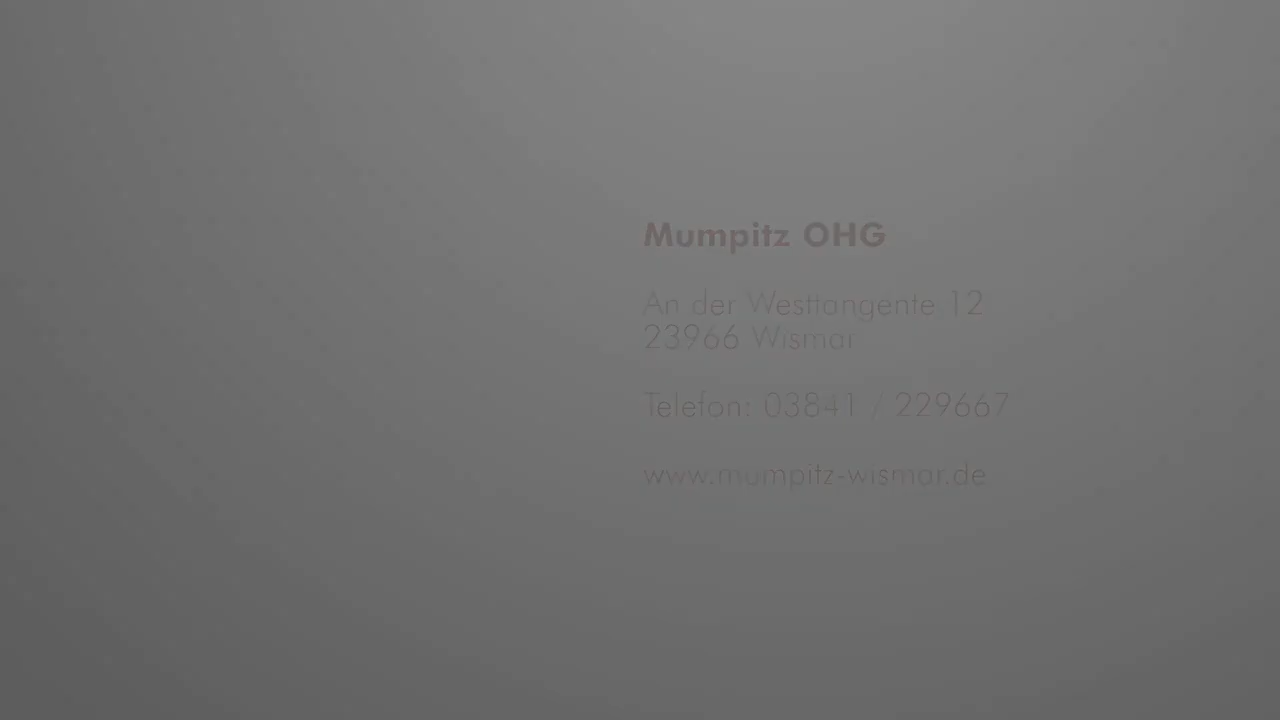 Mumpitz OHG
An der Westtangente 12
23966 Wismar
Telefon: 03841 / 229667
www.mumpitz-wismar.de